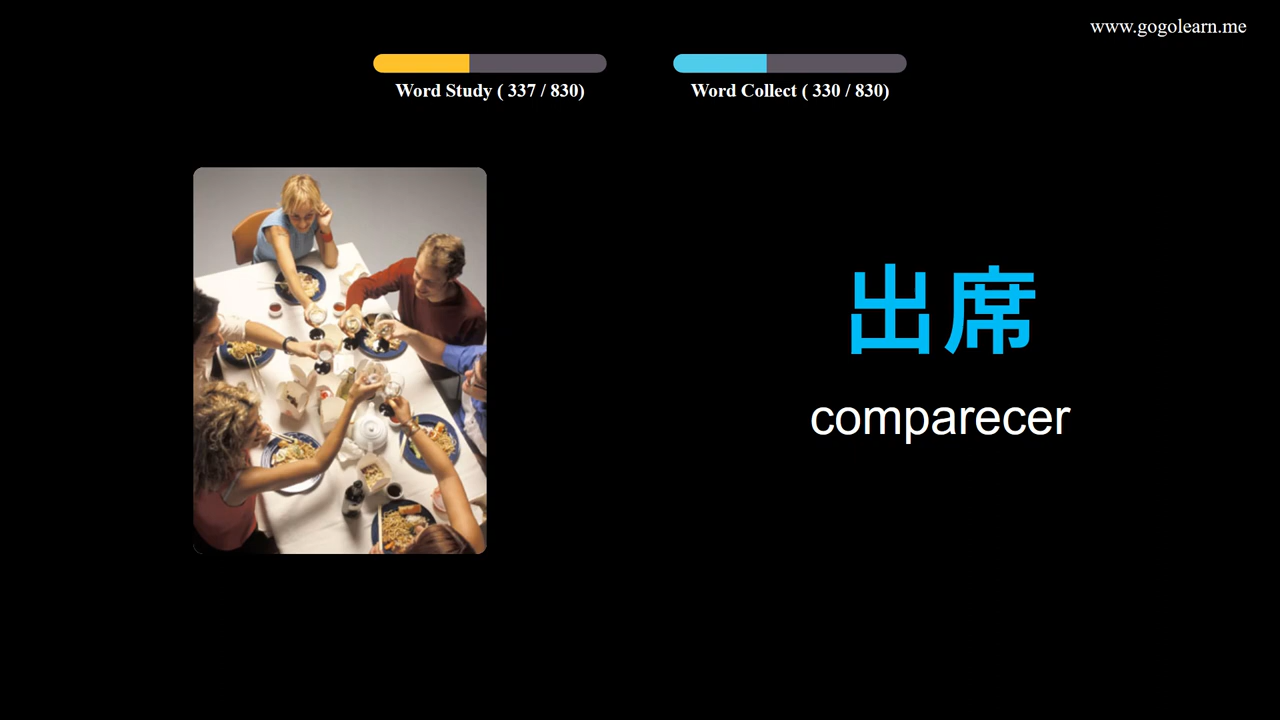 www.gogolearn.me
Word Study ( 337 / 830)
Word Collect ( 330 / 830)
出席
comparecer